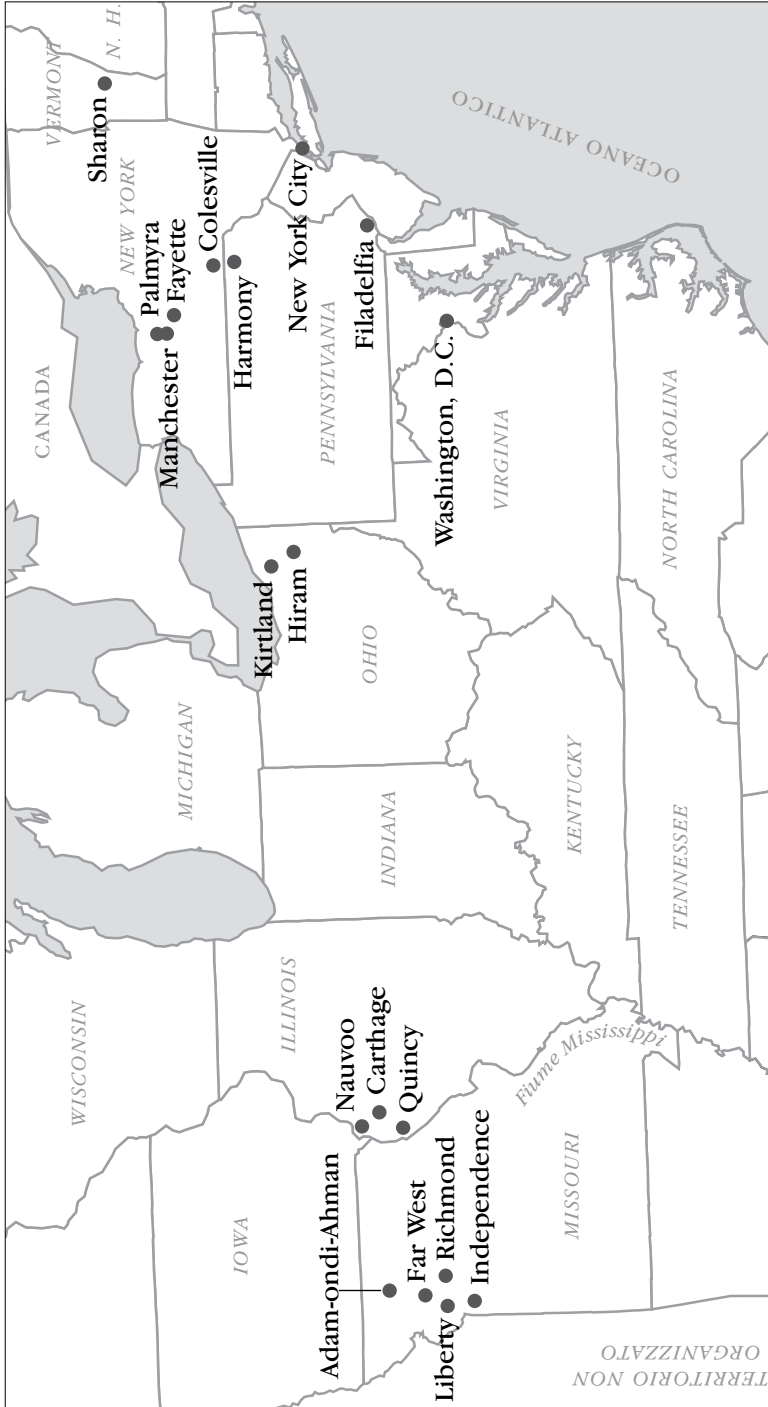 CANADA
VERMONT
N. H.
Sharon
NEW YORK
Palmyra
Fayette
Manchester
Colesville
Harmony
New York City
PENNSYLVANIA
Filadelfia
Washington, D.C.
OCEANO ATLANTICO
VIRGINIA
NORTH CAROLINA
Kirtland
Hiram
OHIO
MICHIGAN
INDIANA
KENTUCKY
TENNESSEE
WISCONSIN
ILLINOIS
Nauvoo
Carthage
Quincy
Fiume Mississippi
IOWA
Adam-ondi-Ahman
Far West
Richmond
Liberty
Independence
MISSOURI
TERRITORIO NON
ORGANIZZATO